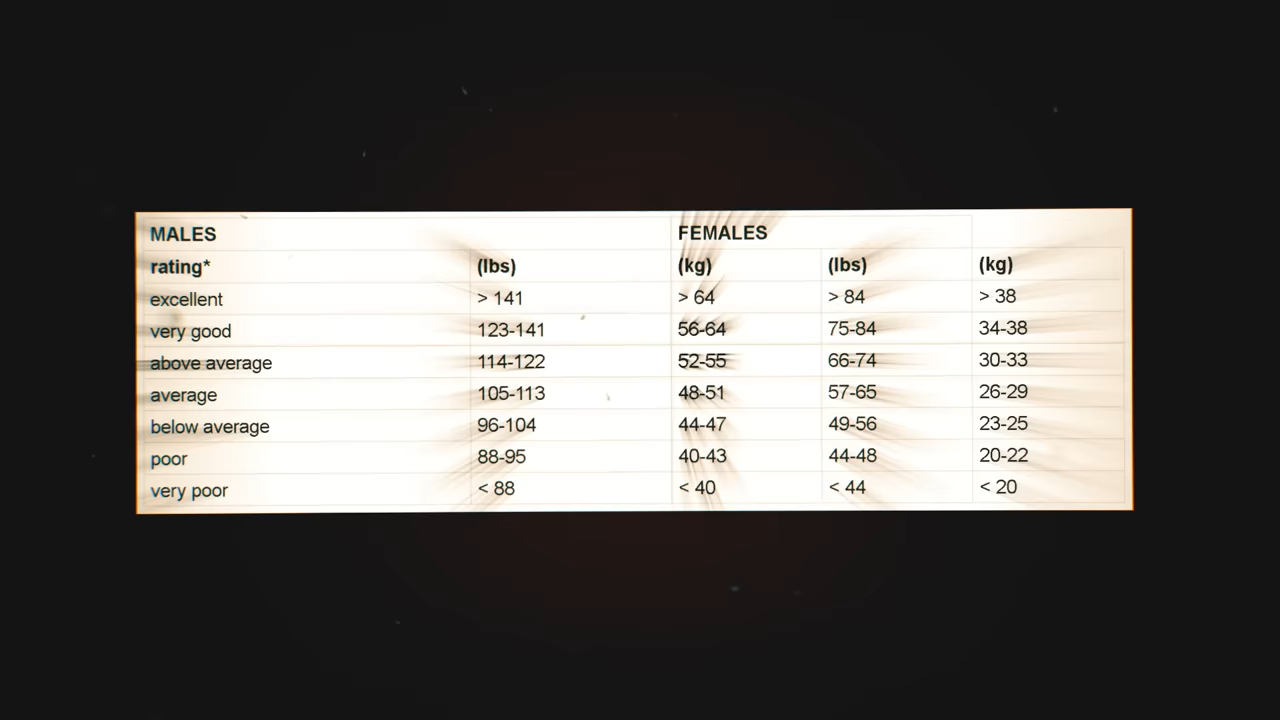 MALES FEMALES
rating* (lbs) (kg) (lbs) (kg)
excellent > 141 > 64 > 84 > 38
very good 123-141 56-64 75-84 34-38
above average 114-122 52-55 66-74 30-33
average 105-113 48-51 57-65 26-29
below average 96-104 44-47 49-56 23-25
poor 88-95 40-43 44-48 20-22
very poor < 88 < 40 < 44 < 20